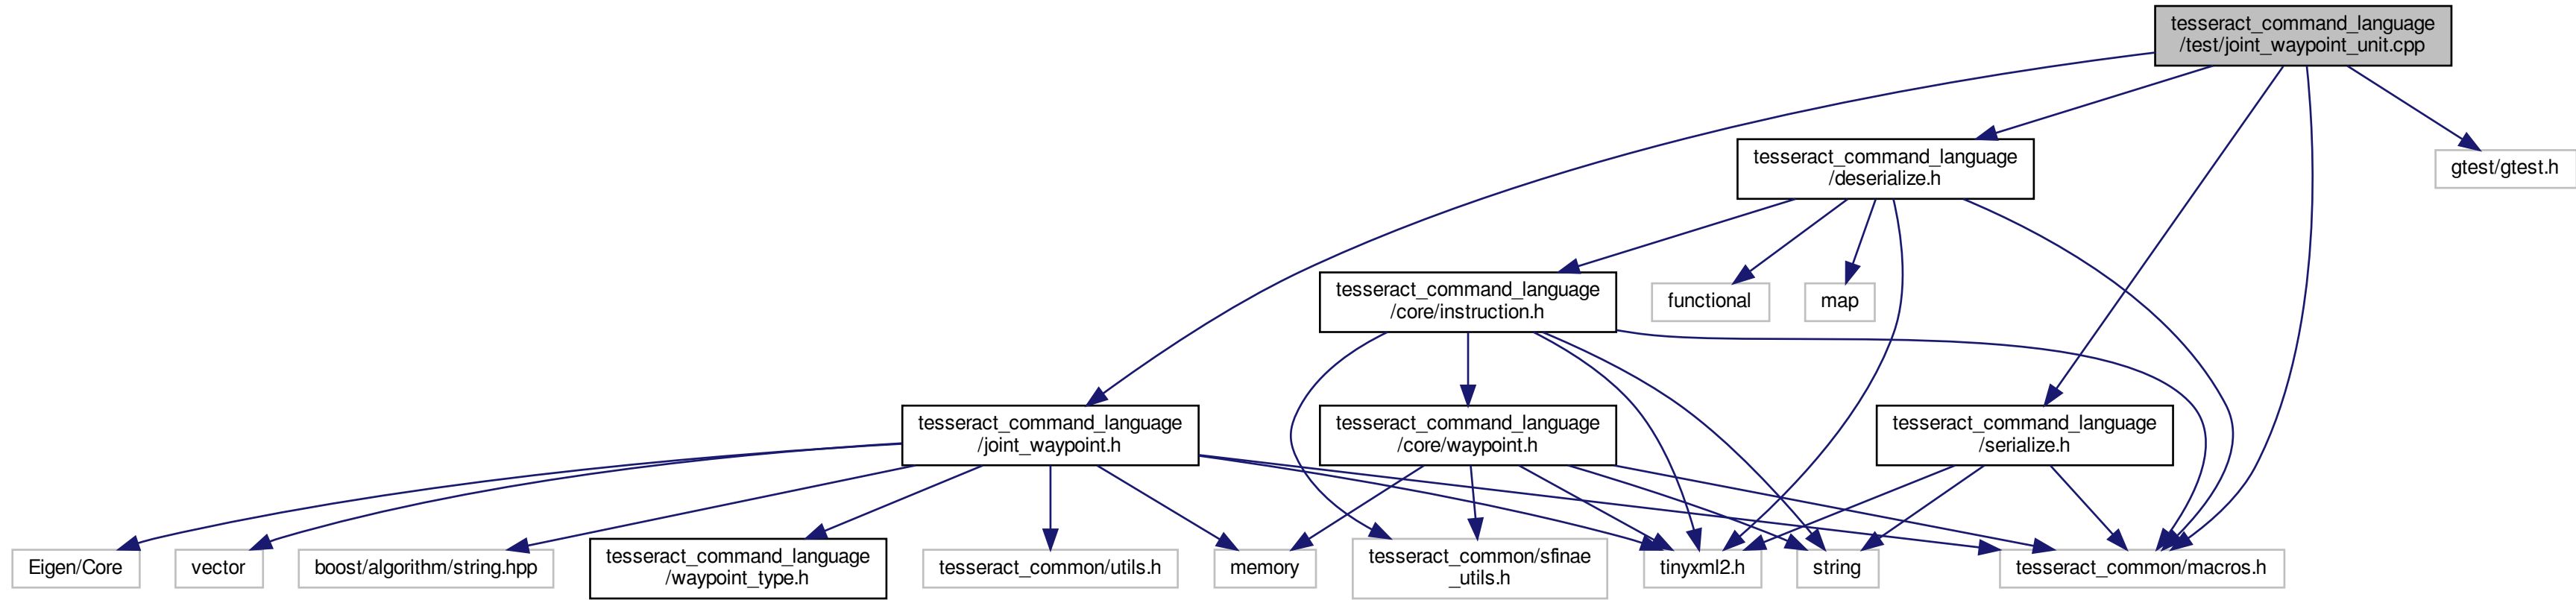 tesseract_command_language
/test/joint_waypoint_unit.cpp
tesseract_command_language
/deserialize.h
gtest/gtest.h
tesseract_command_language
/core/instruction.h
functional
map
tesseract_command_language
/joint_waypoint.h
tesseract_command_language
/core/waypoint.h
tesseract_command_language
/serialize.h
Eigen/Core
vector
boost/algorithm/string.hpp
tesseract_command_language
/waypoint_type.h
tesseract_common/utils.h
memory
tesseract_common/sfinae
_utils.h
tinyxml2.h
string
tesseract_common/macros.h